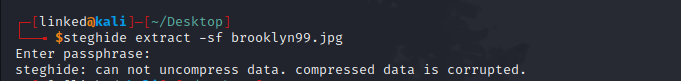 [linked@kali]-[~/Desktop]
$steghide extract -sf brooklyn99.jpg
Enter passphrase:
steghide: can not uncompress data. compressed data is corrupted.